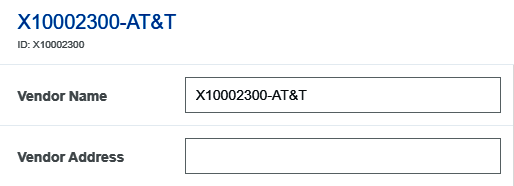 X10002300-AT&T
ID: X10002300
Vendor Name X10002300-AT&T
Vendor Address